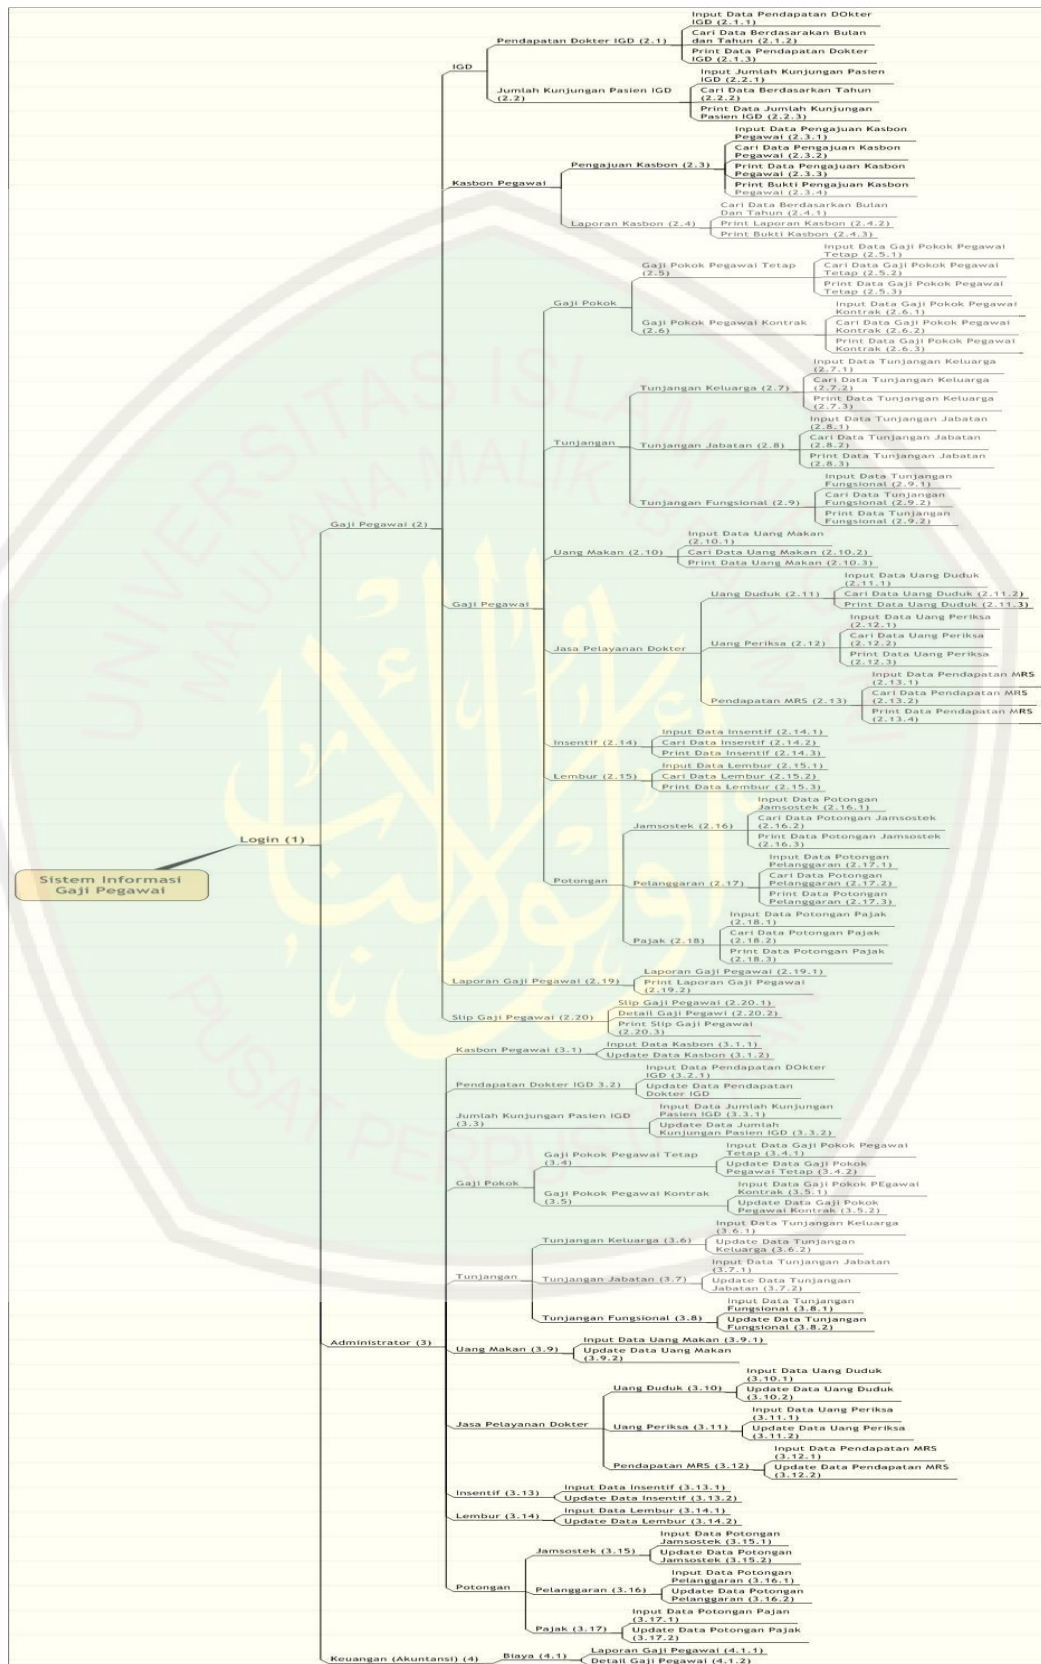 Input Data Pendapatan DOkter
IGD (2.1.1)
Pendapatan Dokter IGD (2.1)
Cari Data Berdasarakan Bulan
dan Tahun (2.1.2)
Print Data Pendapatan Dokter
IGD (2.1.3)
IGD
Input Jumlah Kunjungan Pasien
IGD (2.2.1)
Jumlah Kunjungan Pasien IGD
(2.2)
Cari Data Berdasarkan Tahun
(2.2.2)
Print Data Jumlah Kunjungan
Pasien IGD (2.2.3)
Input Data Pengajuan Kasbon
Pegawai (2.3.1)
Cari Data Pengajuan Kasbon
Pegawai (2.3.2)
Pengajuan Kasbon (2.3)
Print Data Pengajuan Kasbon
Pegawai (2.3.3)
Print Bukti Pengajuan Kasbon
Pegawai (2.3.4)
Kasbon Pegawai
Cari Data Berdasarkan Bulan
Dan Tahun (2.4.1)
Laporan Kasbon (2.4)
Print Laporan Kasbon (2.4.2)
Print Bukti Kasbon (2.4.3)
Input Data Gaji Pokok Pegawai
Tetap (2.5.1)
Gaji Pokok Pegawai Tetap
(2.5)
Cari Data Gaji Pokok Pegawai
Tetap (2.5.2)
Print Data Gaji Pokok Pegawai
Tetap (2.5.3)
Gaji Pokok
Input Data Gaji Pokok Pegawai
Kontrak (2.6.1)
Gaji Pokok Pegawai Kontrak
(2.6)
Cari Data Gaji Pokok Pegawai
Kontrak (2.6.2)
Print Data Gaji Pokok Pegawai
Kontrak (2.6.3)
Input Data Tunjangan Keluarga
(2.7.1)
Tunjangan Keluarga (2.7)
Cari Data Tunjangan Keluarga
(2.7.2)
Print Data Tunjangan Keluarga
(2.7.3)
Input Data Tunjangan Jabatan
(2.8.1)
Tunjangan
Tunjangan Jabatan (2.8)
Cari Data Tunjangan Jabatan
(2.8.2)
Print Data Tunjangan Jabatan
(2.8.3)
Input Data Tunjangan
Fungsional (2.9.1)
Tunjangan Fungsional (2.9)
Cari Data Tunjangan
Fungsional (2.9.2)
Print Data Tunjangan
Fungsional (2.9.2)
Gaji Pegawai (2)
Input Data Uang Makan
(2.10.1)
Uang Makan (2.10)
Cari Data Uang Makan (2.10.2)
Print Data Uang Makan (2.10.3)
Input Data Uang Duduk
(2.11.1)
Uang Duduk (2.11)
Cari Data Uang Duduk (2.11.2)
Print Data Uang Duduk (2.11.3)
Gaji Pegawai
Input Data Uang Periksa
(2.12.1)
Jasa Pelayanan Dokter
Uang Periksa (2.12)
Cari Data Uang Periksa
(2.12.2)
Print Data Uang Periksa
(2.12.3)
Input Data Pendapatan MRS
(2.13.1)
Pendapatan MRS (2.13)
Cari Data Pendapatan MRS
(2.13.2)
Print Data Pendapatan MRS
(2.13.4)
Input Data Insentif (2.14.1)
Insentif (2.14)
Cari Data Insentif (2.14.2)
Print Data Insentif (2.14.3)
Input Data Lembur (2.15.1)
Lembur (2.15)
Cari Data Lembur (2.15.2)
Print Data Lembur (2.15.3)
Input Data Potongan
Jamsostek (2.16.1)
Jamsostek (2.16)
Cari Data Potongan Jamsostek
(2.16.2)
Print Data Potongan Jamsostek
(2.16.3)
Login (1)
Input Data Potongan
Pelanggaran (2.17.1)
Sistem Informasi
Gaji Pegawai
Potongan
Pelanggaran (2.17)
Cari Data Potongan
Pelanggaran (2.17.2)
Print Data Potongan
Pelanggaran (2.17.3)
Input Data Potongan Pajak
(2.18.1)
Pajak (2.18)
Cari Data Potongan Pajak
(2.18.2)
Print Data Potongan Pajak
(2.18.3)
Laporan Gaji Pegawai (2.19)
Laporan Gaji Pegawai (2.19.1)
Print Laporan Gaji Pegawai
(2.19.2)
Slip Gaji Pegawai (2.20.1)
Slip Gaji Pegawai (2.20)
Detail Gaji Pegawi (2.20.2)
Print Slip Gaji Pegawai
(2.20.3)
Kasbon Pegawai (3.1)
Input Data Kasbon (3.1.1)
Update Data Kasbon (3.1.2)
Pendapatan Dokter IGD 3.2)
Input Data Pendapatan DOkter
IGD (3.2.1)
Update Data Pendapatan
Dokter IGD
Jumlah Kunjungan Pasien IGD
(3.3)
Input Data Jumlah Kunjungan
Pasien IGD (3.3.1)
Update Data Jumlah
Kunjungan Pasien IGD (3.3.2)
Gaji Pokok Pegawai Tetap
(3.4)
Input Data Gaji Pokok Pegawai
Tetap (3.4.1)
Update Data Gaji Pokok
Pegawai Tetap (3.4.2)
Gaji Pokok
Gaji Pokok Pegawai Kontrak
(3.5)
Input Data Gaji Pokok PEgawai
Kontrak (3.5.1)
Update Data Gaji Pokok
Pegawai Kontrak (3.5.2)
Tunjangan Keluarga (3.6)
Input Data Tunjangan Keluarga
(3.6.1)
Update Data Tunjangan
Keluarga (3.6.2)
Tunjangan
Tunjangan Jabatan (3.7)
Input Data Tunjangan Jabatan
(3.7.1)
Update Data Tunjangan
Jabatan (3.7.2)
Tunjangan Fungsional (3.8)
Input Data Tunjangan
Fungsional (3.8.1)
Update Data Tunjangan
Fungsional (3.8.2)
Administrator (3)
Uang Makan (3.9)
Input Data Uang Makan (3.9.1)
Update Data Uang Makan
(3.9.2)
Uang Duduk (3.10)
Input Data Uang Duduk
(3.10.1)
Update Data Uang Duduk
(3.10.2)
Jasa Pelayanan Dokter
Uang Periksa (3.11)
Input Data Uang Periksa
(3.11.1)
Update Data Uang Periksa
(3.11.2)
Pendapatan MRS (3.12)
Input Data Pendapatan MRS
(3.12.1)
Update Data Pendapatan MRS
(3.12.2)
Insentif (3.13)
Input Data Insentif (3.13.1)
Update Data Insentif (3.13.2)
Lembur (3.14)
Input Data Lembur (3.14.1)
Update Data Lembur (3.14.2)
Jamsostek (3.15)
Input Data Potongan
Jamsostek (3.15.1)
Update Data Potongan
Jamsostek (3.15.2)
Potongan
Pelanggaran (3.16)
Input Data Potongan
Pelanggaran (3.16.1)
Update Data Potongan
Pelanggaran (3.16.2)
Pajak (3.17)
Input Data Potongan Pajan
(3.17.1)
Update Data Potongan Pajak
(3.17.2)
Keuangan (Akuntansi) (4)
Biaya (4.1)
Laporan Gaji Pegawai (4.1.1)
Detail Gaji Pegawai (4.1.2)
UNIVERSITAS ISLAM
MAULANA MALIK